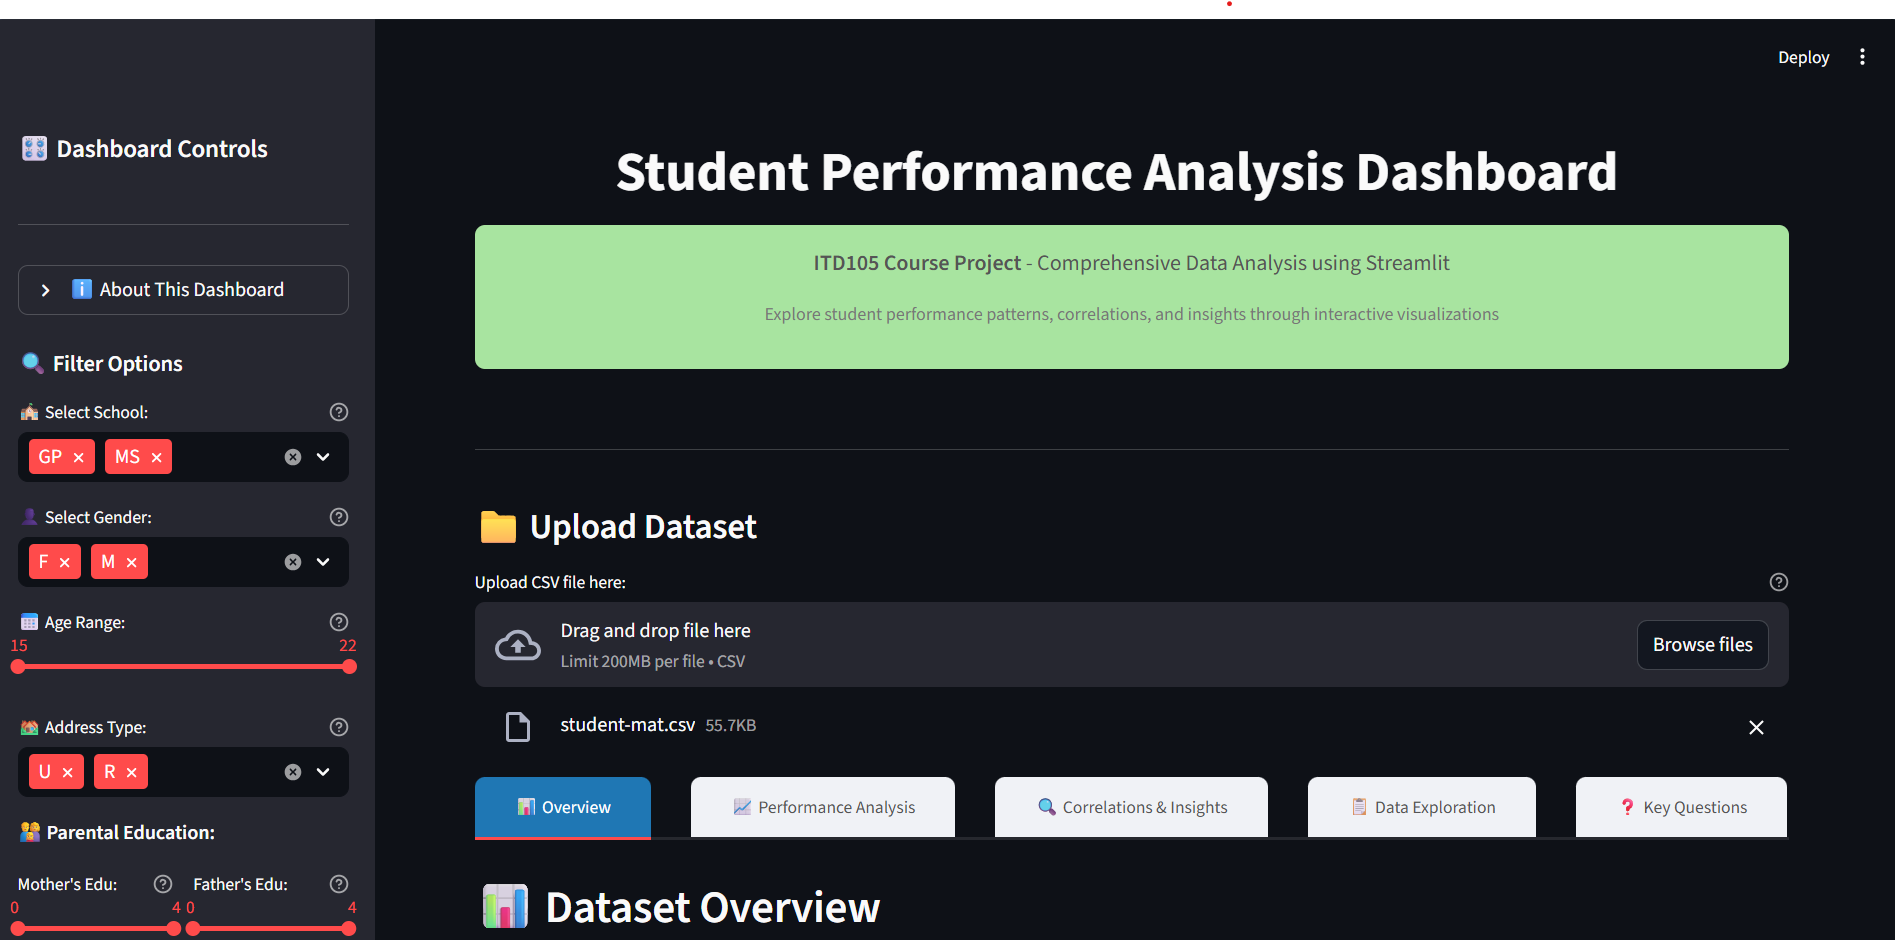 Deploy
Dashboard Controls
About This Dashboard
Filter Options
Select School:
GP
MS
Select Gender:
F
M
Age Range:
15
22
Address Type:
U
R
Parental Education:
Mother's Edu:
Father's Edu:
0
4
0
4
Student Performance Analysis Dashboard
ITD105 Course Project - Comprehensive Data Analysis using Streamlit
Explore student performance patterns, correlations, and insights through interactive visualizations
Upload Dataset
Upload CSV file here:
Drag and drop file here
Limit 200MB per file • CSV
Browse files
student-mat.csv 55.7KB
Overview
Performance Analysis
Correlations & Insights
Data Exploration
Key Questions
Dataset Overview